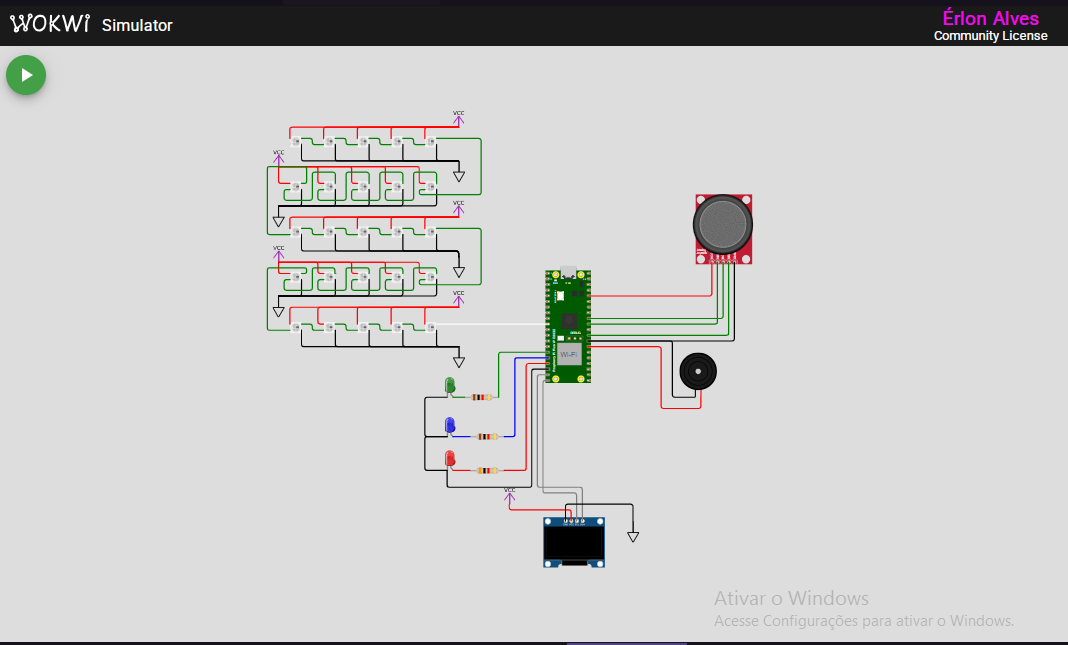 WOKWi Simulator
Érlon Alves
Community License
VCC
VCC
VCC
VCC
VCC
Wi-Fi
VCC
Ativar o Windows
Acesse Configurações para ativar o Windows.